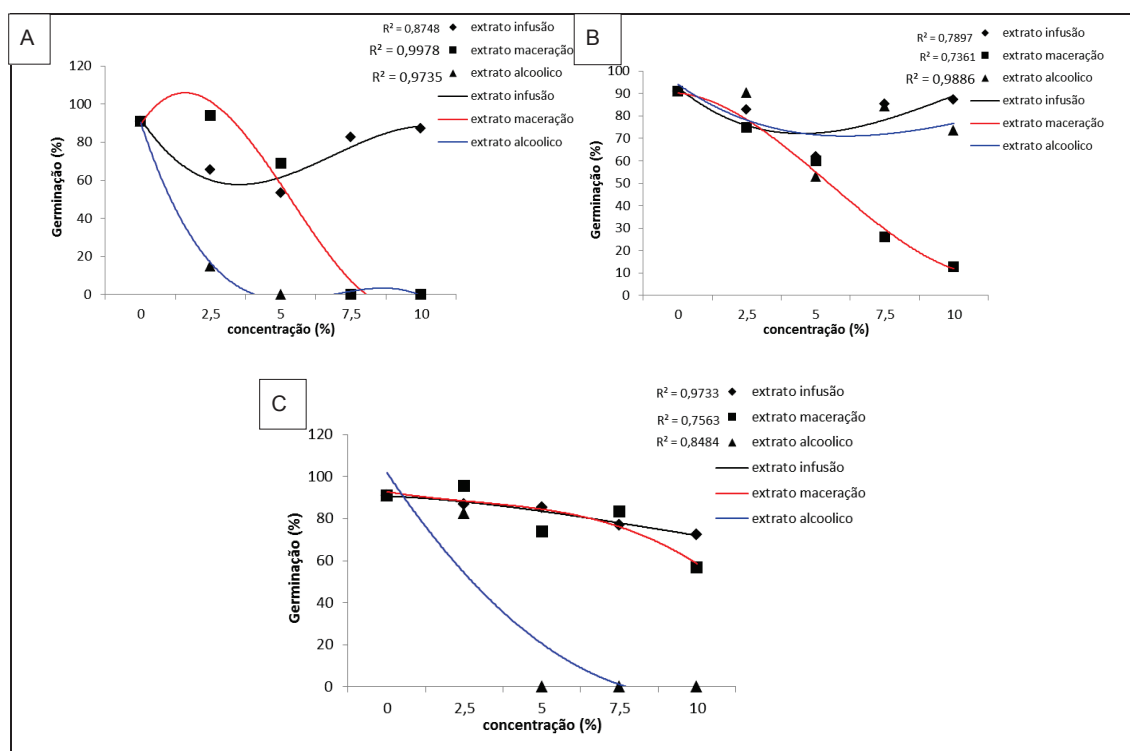 A
R² = 0,8748 extrato infusão
R² = 0,9978 extrato maceração
R² = 0,9735 extrato alcoolico
extrato infusão
extrato maceração
extrato alcoolico
Germinação (%)
120
100
80
60
40
20
0
0 2,5 5 7,5 10
concentração (%)
B
R² = 0,7897 extrato infusão
R² = 0,7361 extrato maceração
R² = 0,9886 extrato alcoolico
extrato infusão
extrato maceração
extrato alcoolico
Germinação (%)
100
90
80
70
60
50
40
30
20
10
0
0 2,5 5 7,5 10
concentração (%)
C
R² = 0,9733 extrato infusão
R² = 0,7563 extrato maceração
R² = 0,8484 extrato alcoolico
extrato infusão
extrato maceração
extrato alcoolico
Germinação (%)
120
100
80
60
40
20
0
0 2,5 5 7,5 10
concentração (%)